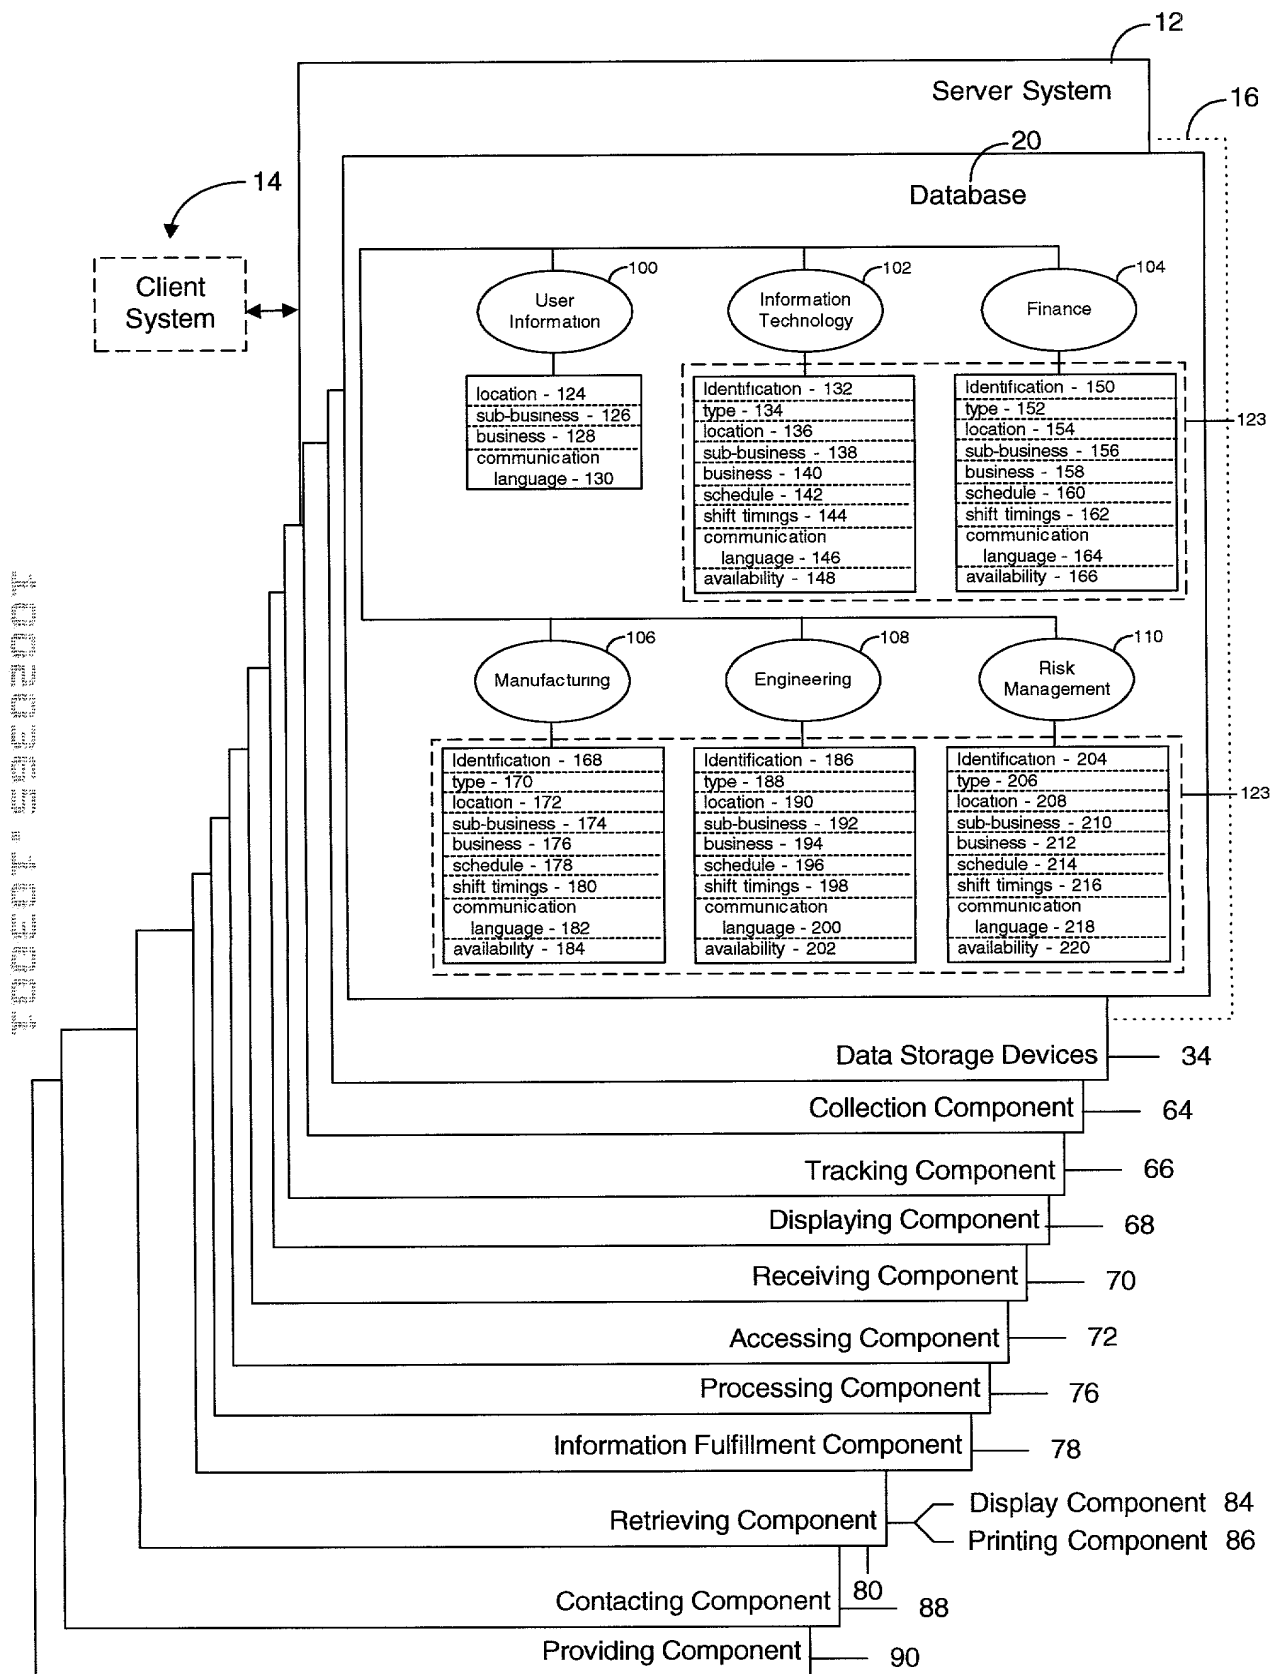 12
Server System
16
20
Database
14
Client
System
100
User
Information
102
Information
Technology
104
Finance
location - 124
sub-business - 126
business - 128
communication
language - 130
Identification - 132
type - 134
location - 136
sub-business - 138
business - 140
schedule - 142
shift timings - 144
communication
language - 146
availability - 148
Identification - 150
type - 152
location - 154
sub-business - 156
business - 158
schedule - 160
shift timings - 162
communication
language - 164
availability - 166
123
106
Manufacturing
108
Engineering
110
Risk
Management
Identification - 168
type - 170
location - 172
sub-business - 174
business - 176
schedule - 178
shift timings - 180
communication
language - 182
availability - 184
Identification - 186
type - 188
location - 190
sub-business - 192
business - 194
schedule - 196
shift timings - 198
communication
language - 200
availability - 202
Identification - 204
type - 206
location - 208
sub-business - 210
business - 212
schedule - 214
shift timings - 216
communication
language - 218
availability - 220
123
Data Storage Devices 34
Collection Component 64
Tracking Component 66
Displaying Component 68
Receiving Component 70
Accessing Component 72
Processing Component 76
Information Fulfillment Component 78
Display Component 84
Retrieving Component
Printing Component 86
80
Contacting Component 88
Providing Component 90